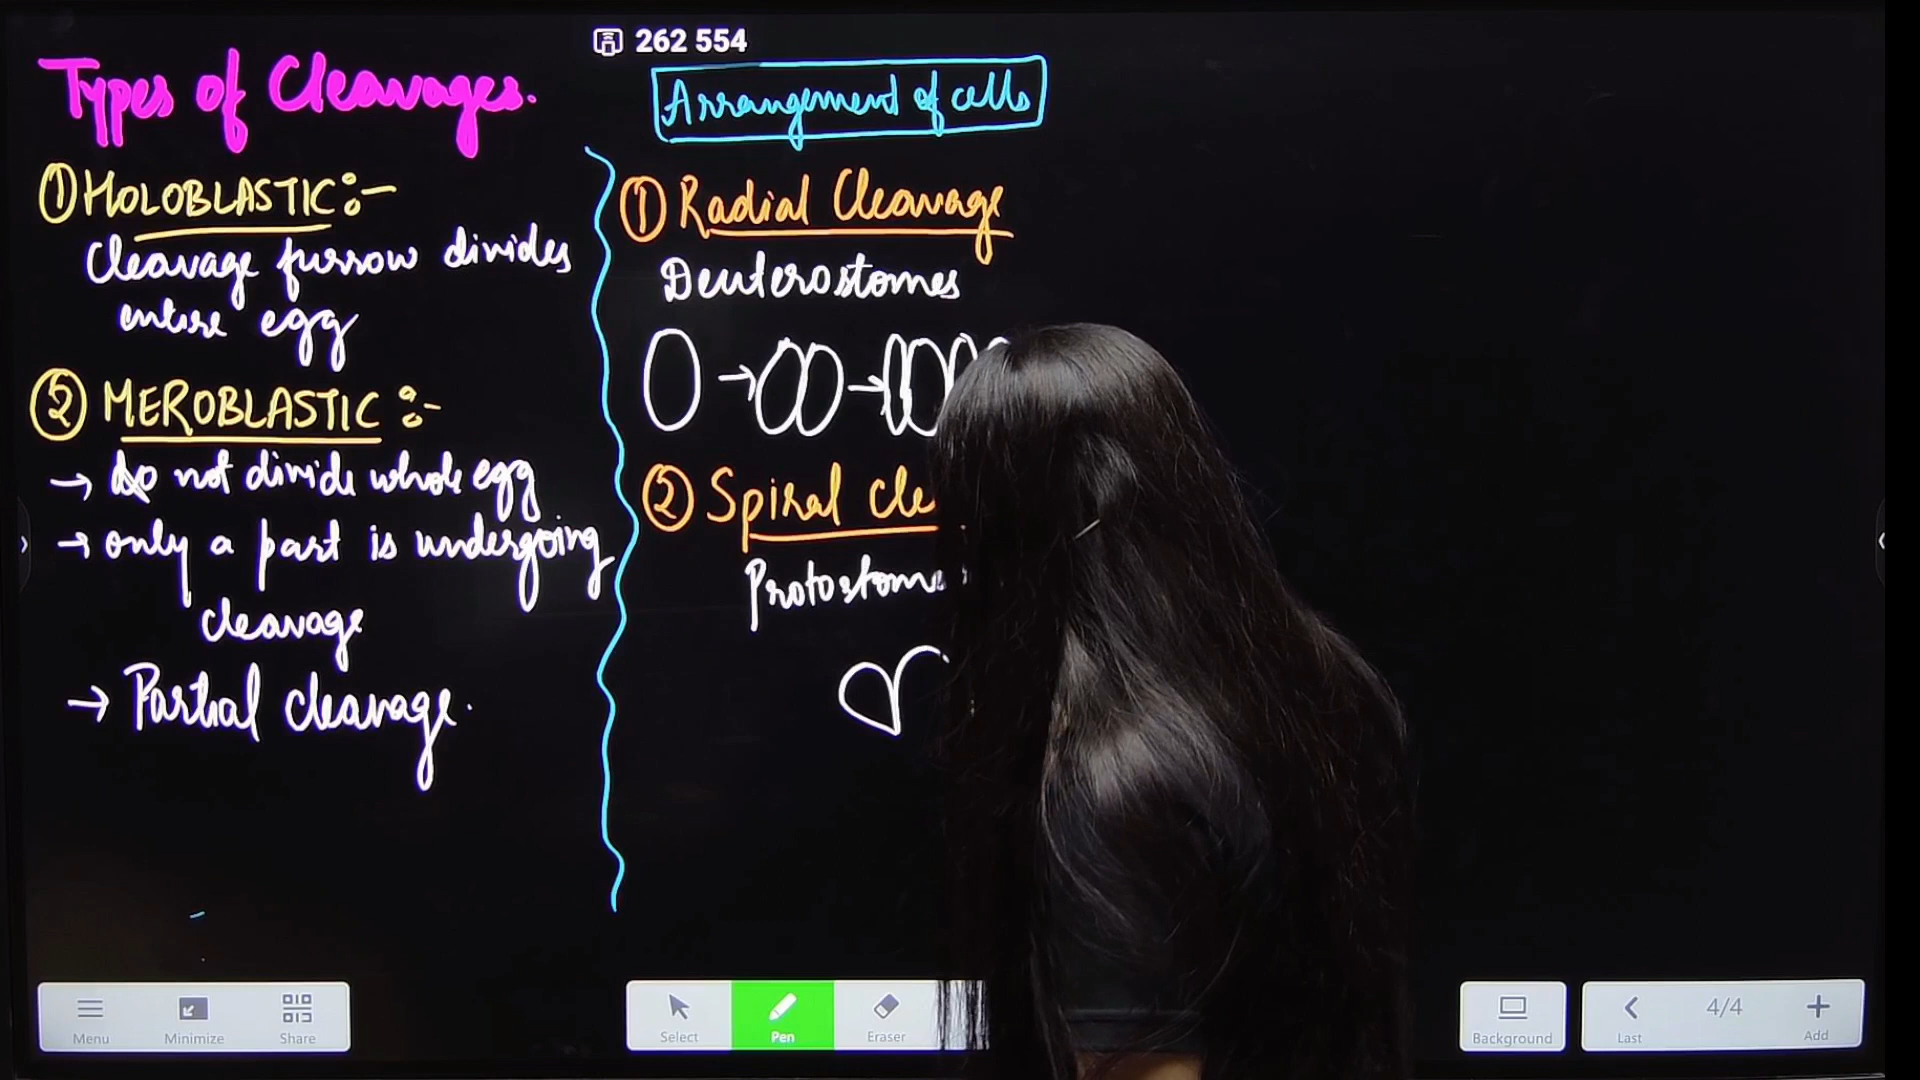 262 554
Types of Cleavages.
① HOLOBLASTIC :-
Cleavage furrow divides
entire egg
② MEROBLASTIC :-
→ do not divide whole egg
→ only a part is undergoing
cleavage
→ Partial cleavage.
Arrangement of cells
① Radial Cleavage
Deuterostomes
② Spiral Cle
Protostome
Menu
Minimize
Share
Select
Pen
Eraser
Background
Last
4/4
Add